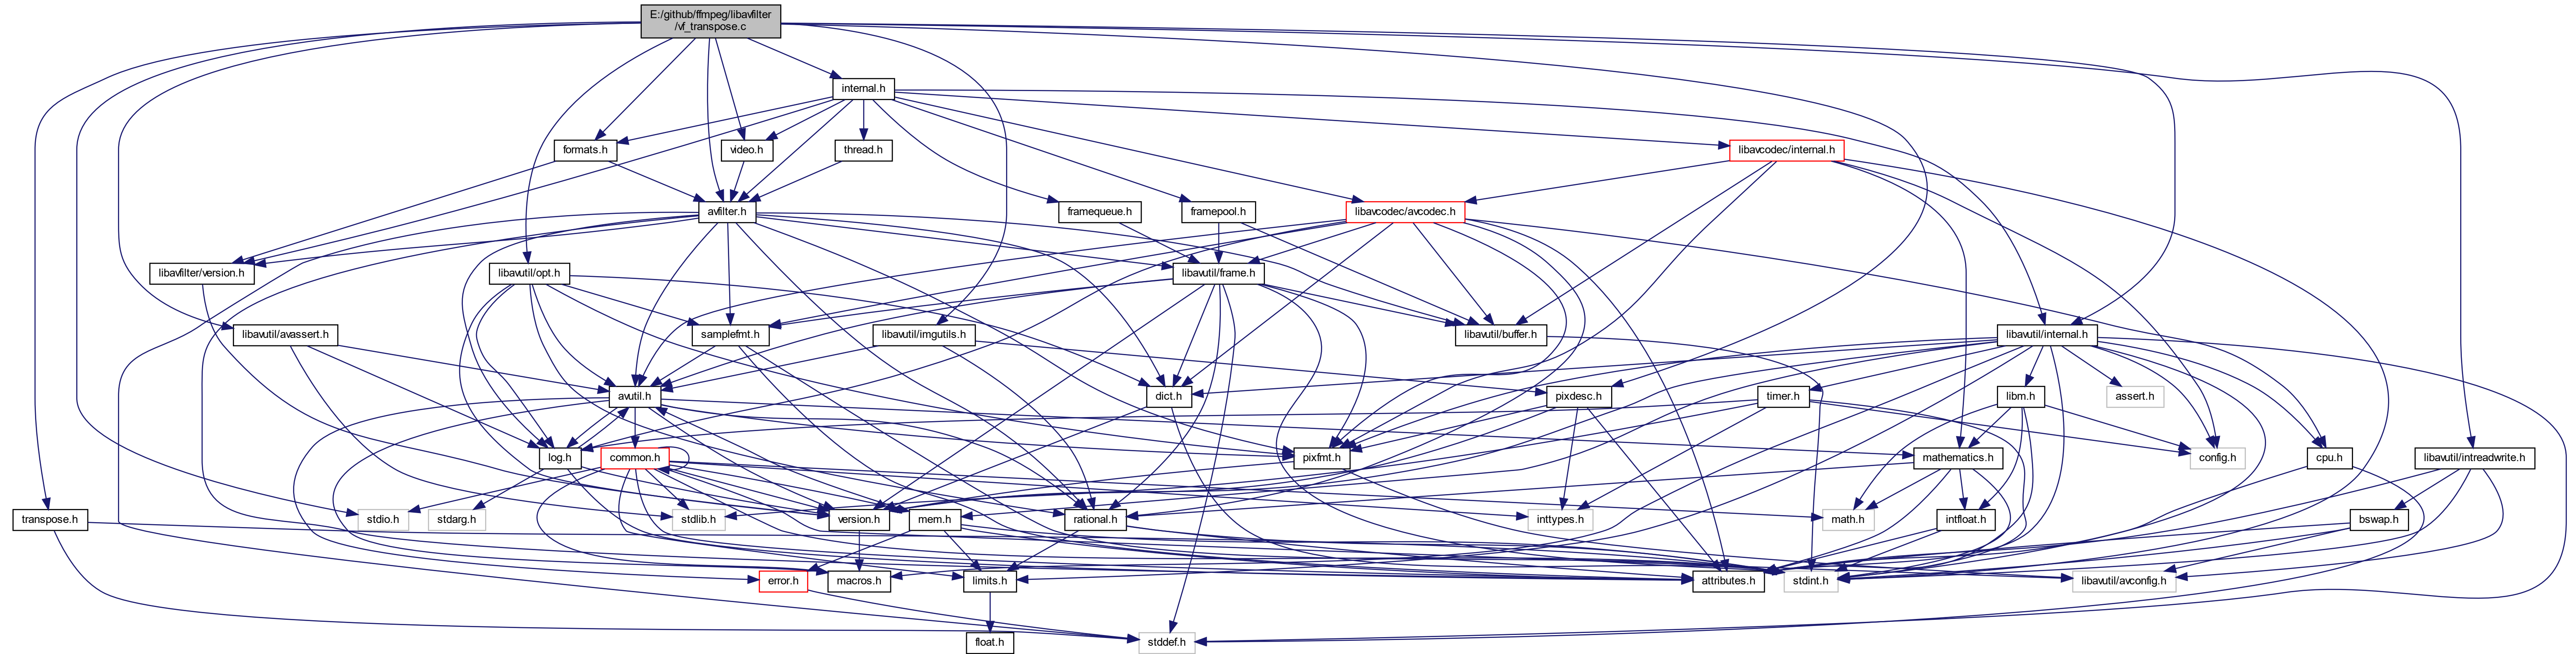 E:/github/ffmpeg/libavfilter
/vf_transpose.c
internal.h
formats.h
video.h
thread.h
libavcodec/internal.h
avfilter.h
framequeue.h
framepool.h
libavcodec/avcodec.h
libavfilter/version.h
libavutil/opt.h
libavutil/frame.h
libavutil/avassert.h
samplefmt.h
libavutil/imgutils.h
libavutil/buffer.h
libavutil/internal.h
avutil.h
dict.h
pixdesc.h
timer.h
libm.h
assert.h
log.h
common.h
pixfmt.h
mathematics.h
config.h
cpu.h
libavutil/intreadwrite.h
transpose.h
stdio.h
stdarg.h
stdlib.h
version.h
mem.h
rational.h
inttypes.h
math.h
intfloat.h
bswap.h
error.h
macros.h
limits.h
attributes.h
stdint.h
libavutil/avconfig.h
float.h
stddef.h